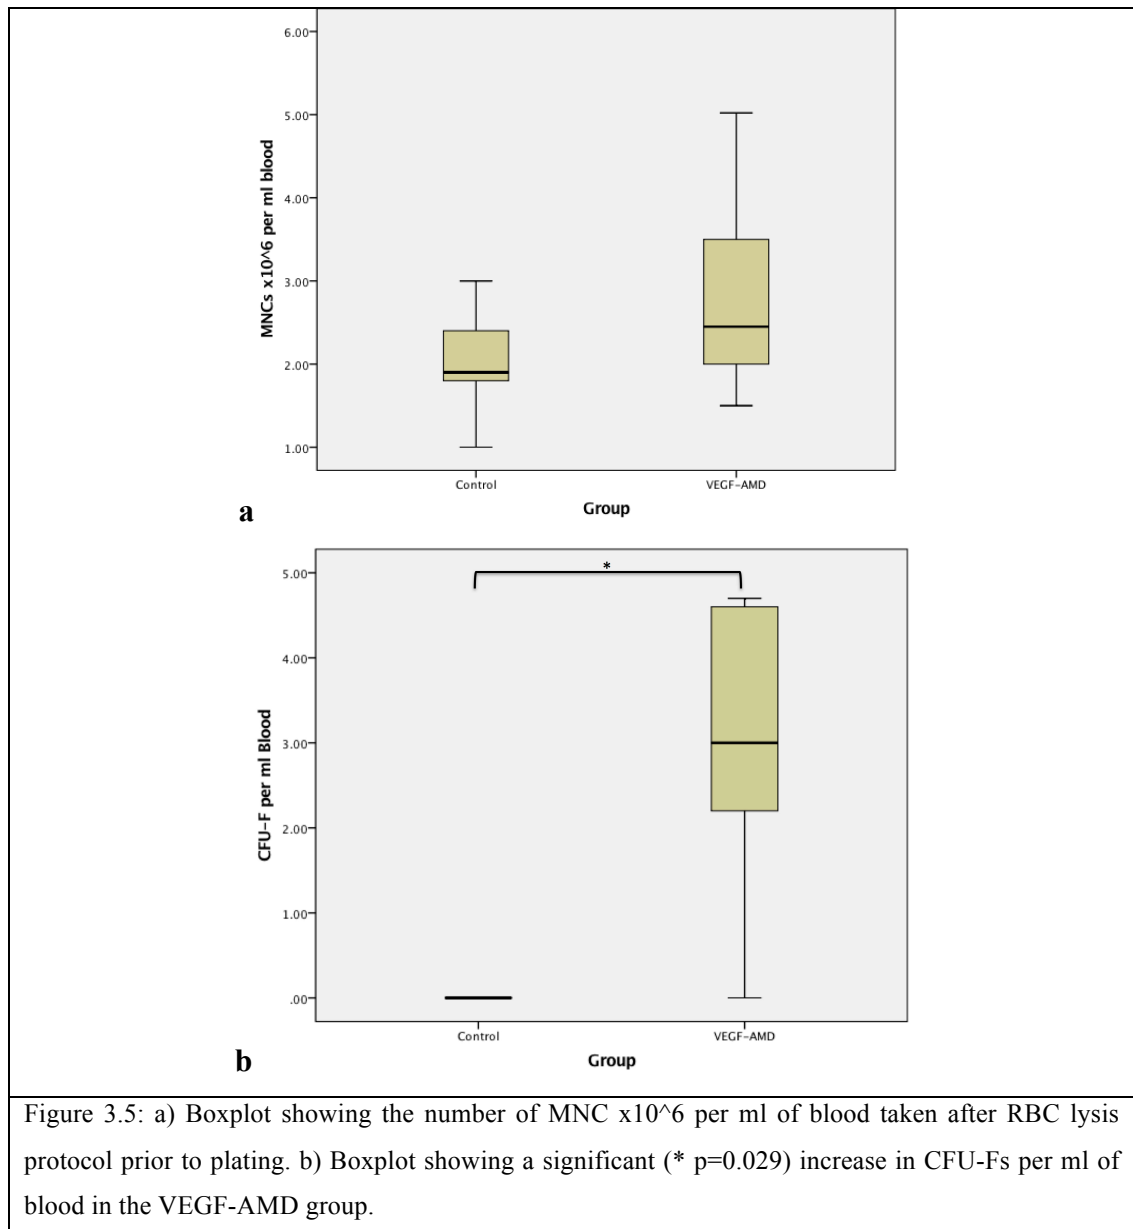 6.00
5.00
4.00
3.00
2.00
1.00
MNCs x10^6 per ml blood
Control
VEGF-AMD
Group
a
*
5.00
4.00
3.00
2.00
1.00
.00
CFU-F per ml Blood
Control
VEGF-AMD
Group
b
Figure 3.5: a) Boxplot showing the number of MNC x10^6 per ml of blood taken after RBC lysis
protocol prior to plating. b) Boxplot showing a significant (* p=0.029) increase in CFU-Fs per ml of
blood in the VEGF-AMD group.